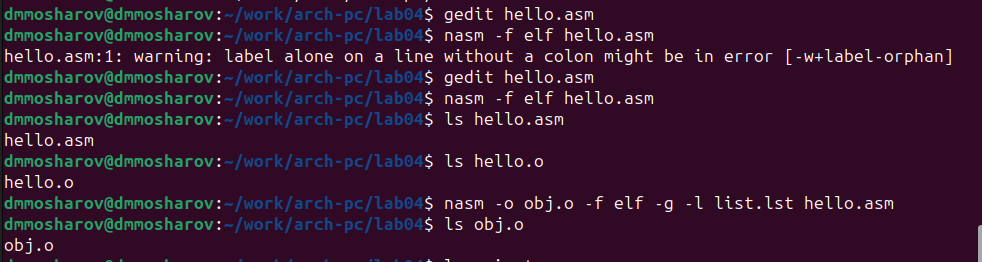 dmmosharov@dmmosharov:~/work/arch-pc/lab04$ gedit hello.asm
dmmosharov@dmmosharov:~/work/arch-pc/lab04$ nasm -f elf hello.asm
hello.asm:1: warning: label alone on a line without a colon might be in error [-w+label-orphan]
dmmosharov@dmmosharov:~/work/arch-pc/lab04$ gedit hello.asm
dmmosharov@dmmosharov:~/work/arch-pc/lab04$ nasm -f elf hello.asm
dmmosharov@dmmosharov:~/work/arch-pc/lab04$ ls hello.asm
hello.asm
dmmosharov@dmmosharov:~/work/arch-pc/lab04$ ls hello.o
hello.o
dmmosharov@dmmosharov:~/work/arch-pc/lab04$ nasm -o obj.o -f elf -g -l list.lst hello.asm
dmmosharov@dmmosharov:~/work/arch-pc/lab04$ ls obj.o
obj.o